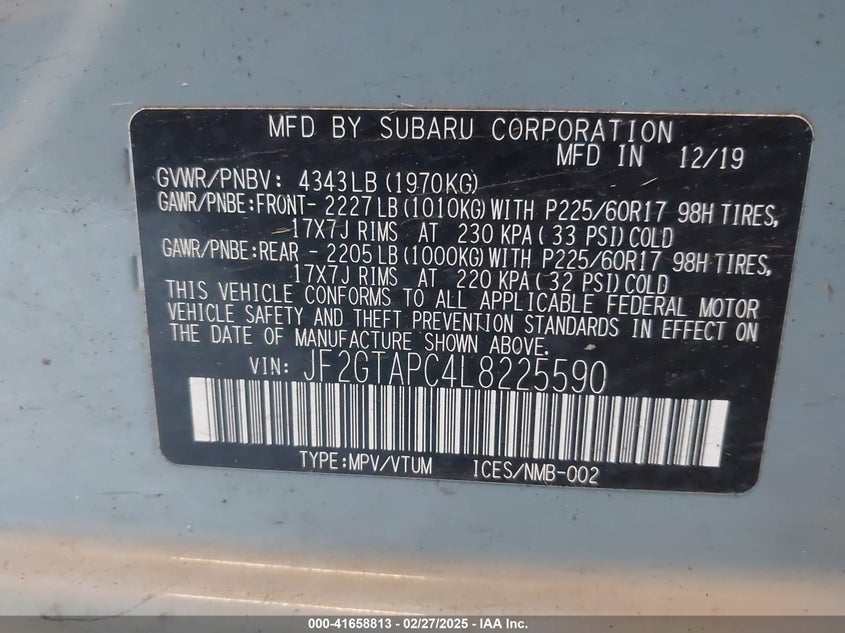 MFD BY SUBARU CORPORATION
MFD IN 12/19
GVWR/PNBV: 4343LB (1970KG)
GAWR/PNBE:FRONT- 2227LB(1010KG)WITH P225/60R17 98H TIRES,
17X7J RIMS AT 230 KPA( 33 PSI)COLD
GAWR/PNBE:REAR - 2205LB(1000KG)WITH P225/60R17 98H TIRES,
17X7J RIMS AT 220 KPA( 32 PSI)COLD
THIS VEHICLE CONFORMS TO ALL APPLICABLE FEDERAL MOTOR
VEHICLE SAFETY AND THEFT PREVENTION STANDARDS IN EFFECT ON
THE DATE OF MANUFACTURE SHOWN ABOVE.
VIN: JF2GTAPC4L8225590
TYPE:MPV/VTUM ICES/NMB-002
000-41658813 - 02/27/2025 - IAA Inc.